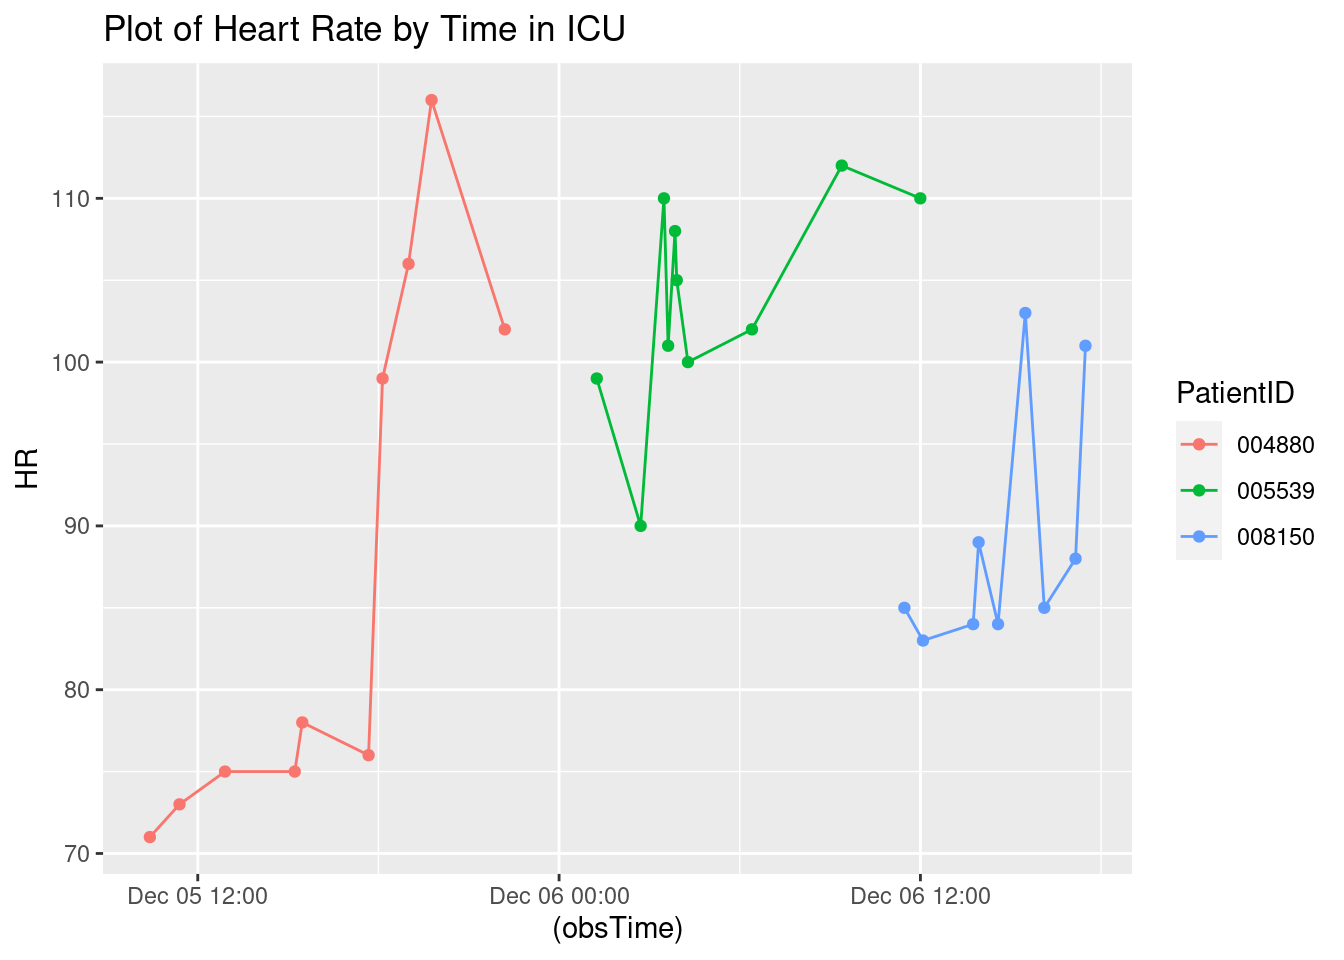 Plot of Heart Rate by Time in ICU
HR
110
100
90
80
70
Dec 05 12:00
Dec 06 00:00
Dec 06 12:00
(obsTime)
PatientID
004880
005539
008150